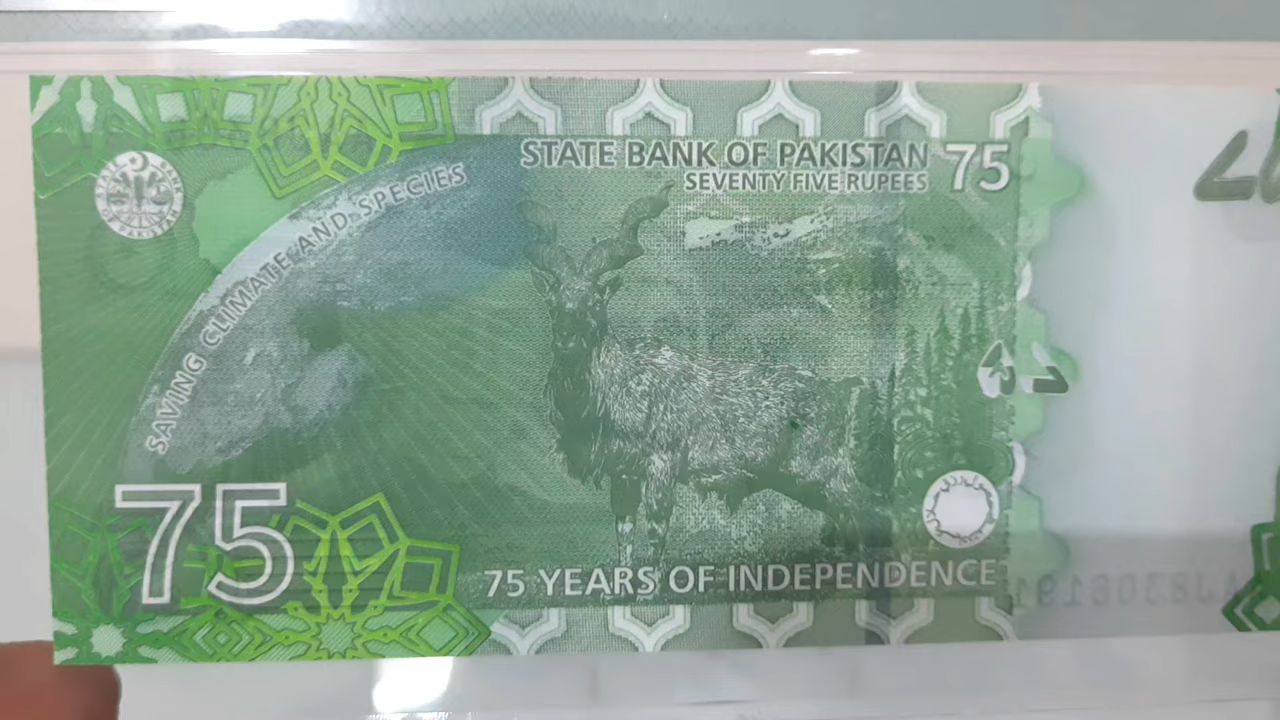 STATE BANK OF PAKISTAN
75
SEVENTY FIVE RUPEES
SAVING CLIMATE AND SPECIES
75
75 YEARS OF INDEPENDENCE